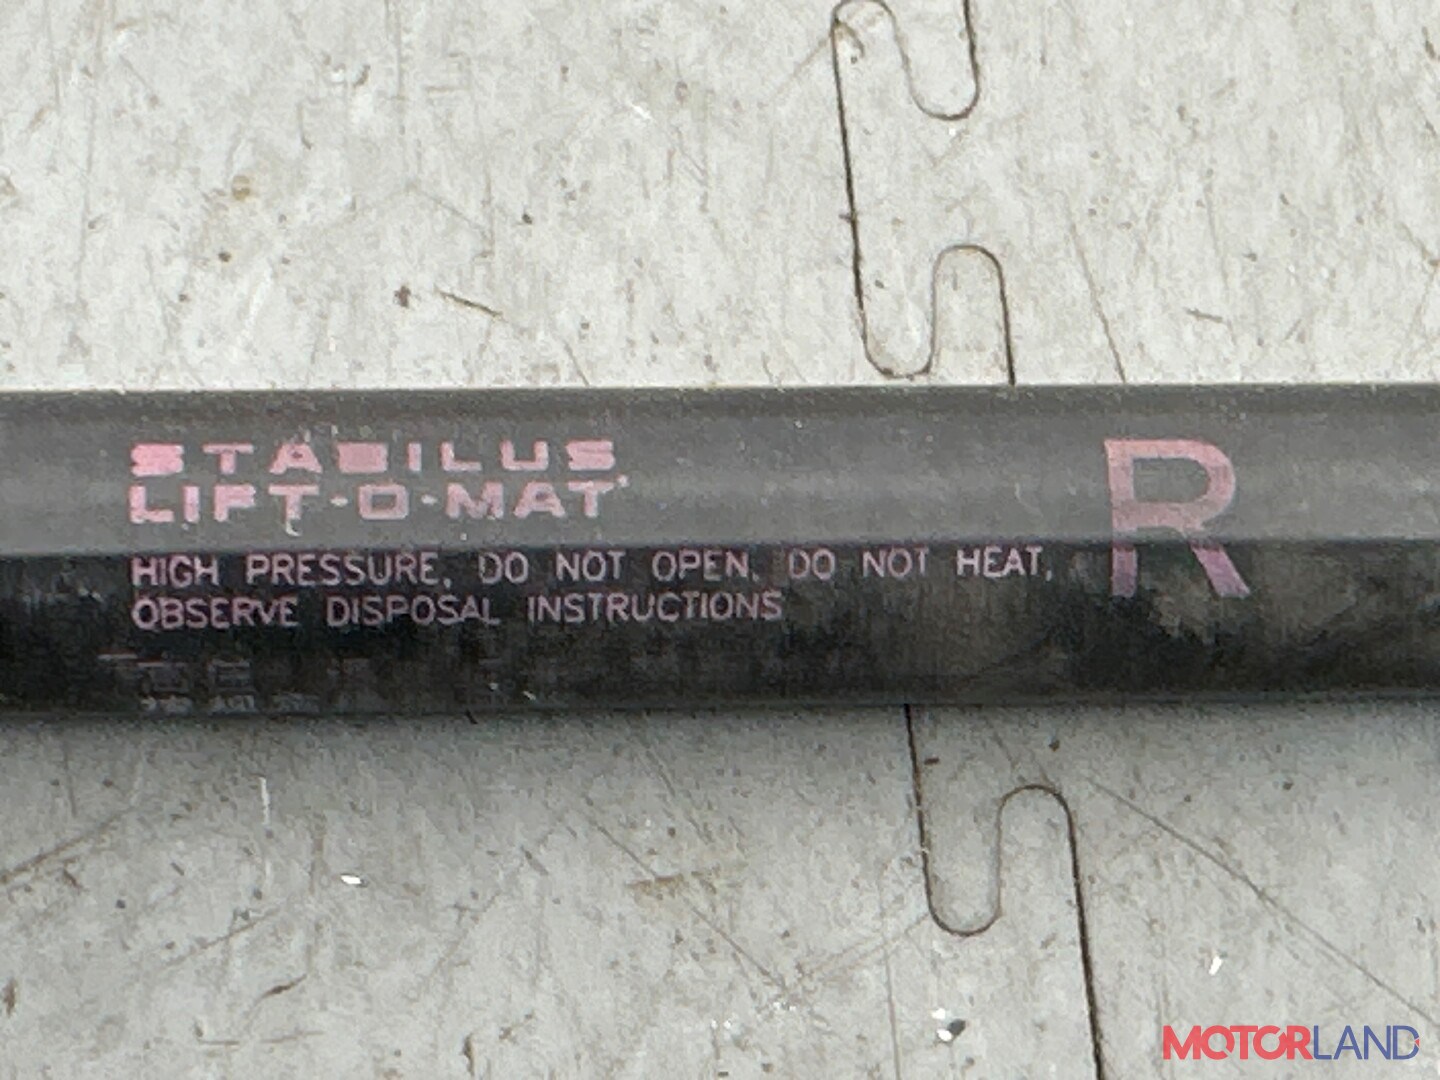 STABILUS
LIFT-O-MAT
R
HIGH PRESSURE, DO NOT OPEN, DO NOT HEAT,
OBSERVE DISPOSAL INSTRUCTIONS
MOTORLAND